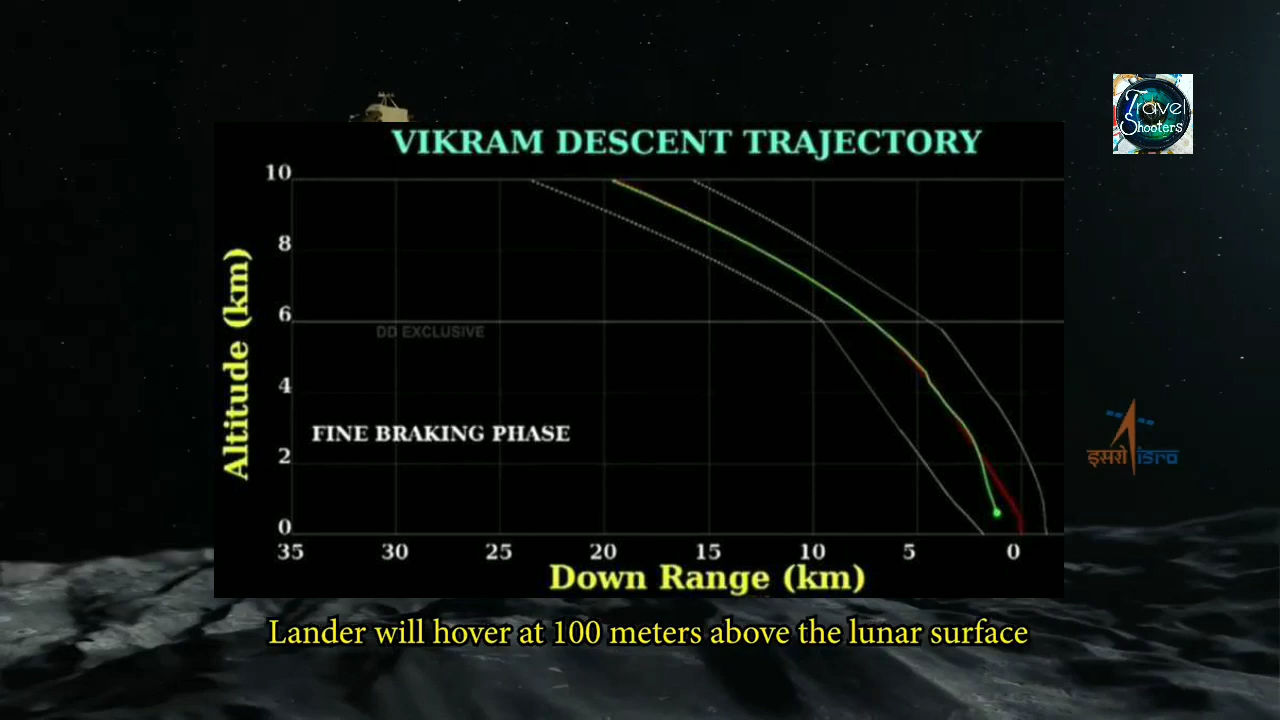 Travel
Shooters
VIKRAM DESCENT TRAJECTORY
10
8
6
DD EXCLUSIVE
4
FINE BRAKING PHASE
2
0
Altitude (km)
35 30 25 20 15 10 5 0
Down Range (km)
इसरो isro
Lander will hover at 100 meters above the lunar surface